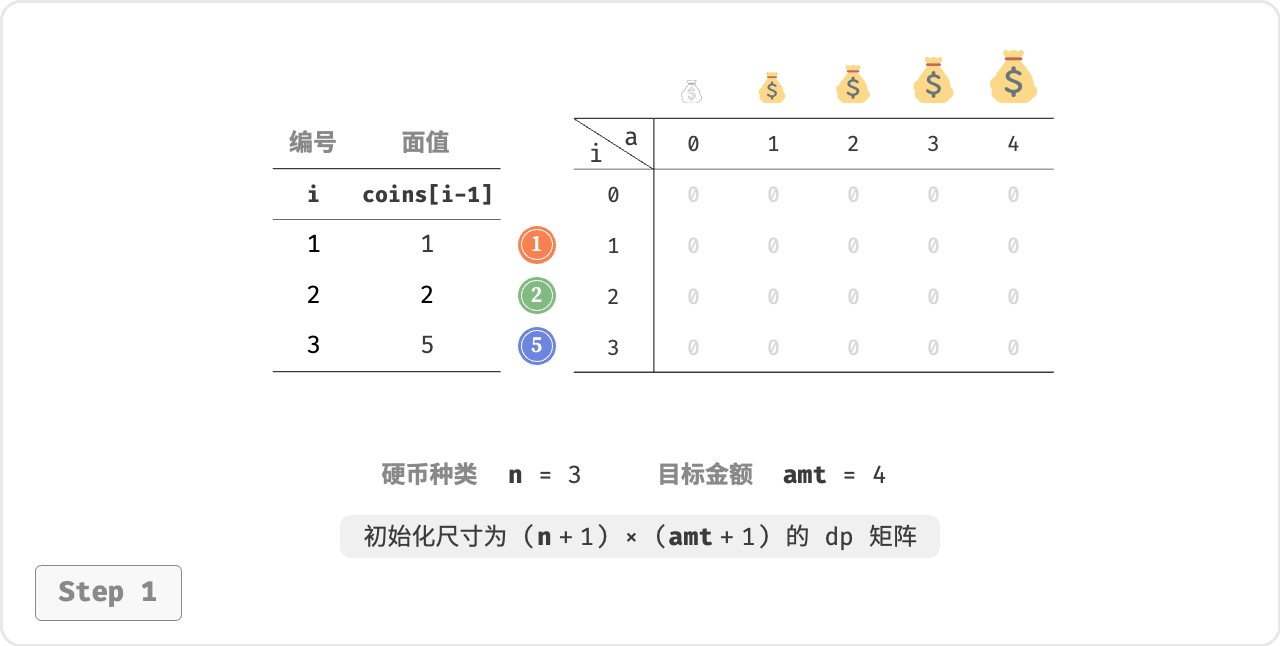 编号 面值
i coins[i-1]
1 1 1
2 2 2
3 5 5
$ $ $ $ $
i a 0 1 2 3 4
0 0 0 0 0 0
1 0 0 0 0 0
2 0 0 0 0 0
3 0 0 0 0 0
硬币种类 n = 3 目标金额 amt = 4
初始化尺寸为 (n + 1) × (amt + 1) 的 dp 矩阵
Step 1